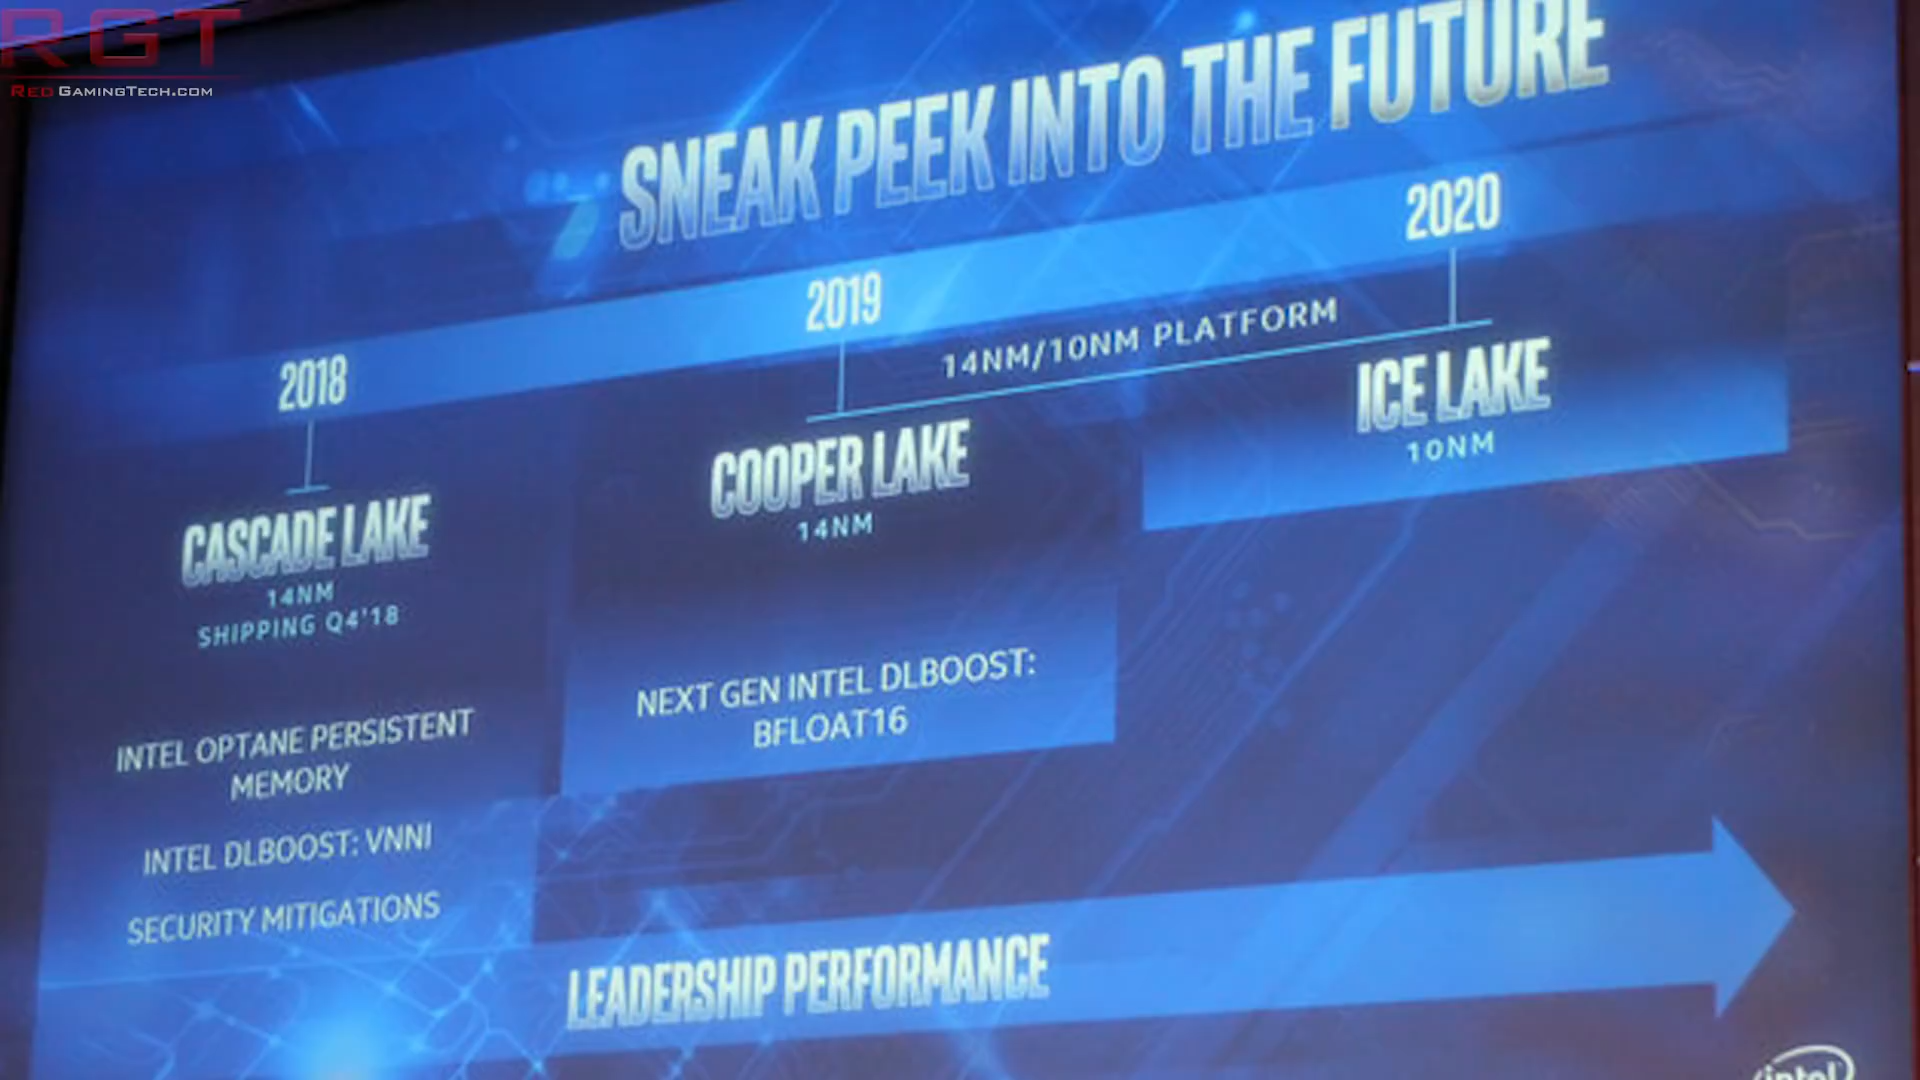 RGT
RedGamingTech.com
SNEAK PEEK INTO THE FUTURE
2018
2019
2020
14NM/10NM PLATFORM
CASCADE LAKE
14NM
SHIPPING Q4'18
INTEL OPTANE PERSISTENT
MEMORY
INTEL DLBOOST: VNNI
SECURITY MITIGATIONS
COOPER LAKE
14NM
NEXT GEN INTEL DLBOOST:
BFLOAT16
ICE LAKE
10NM
LEADERSHIP PERFORMANCE
intel